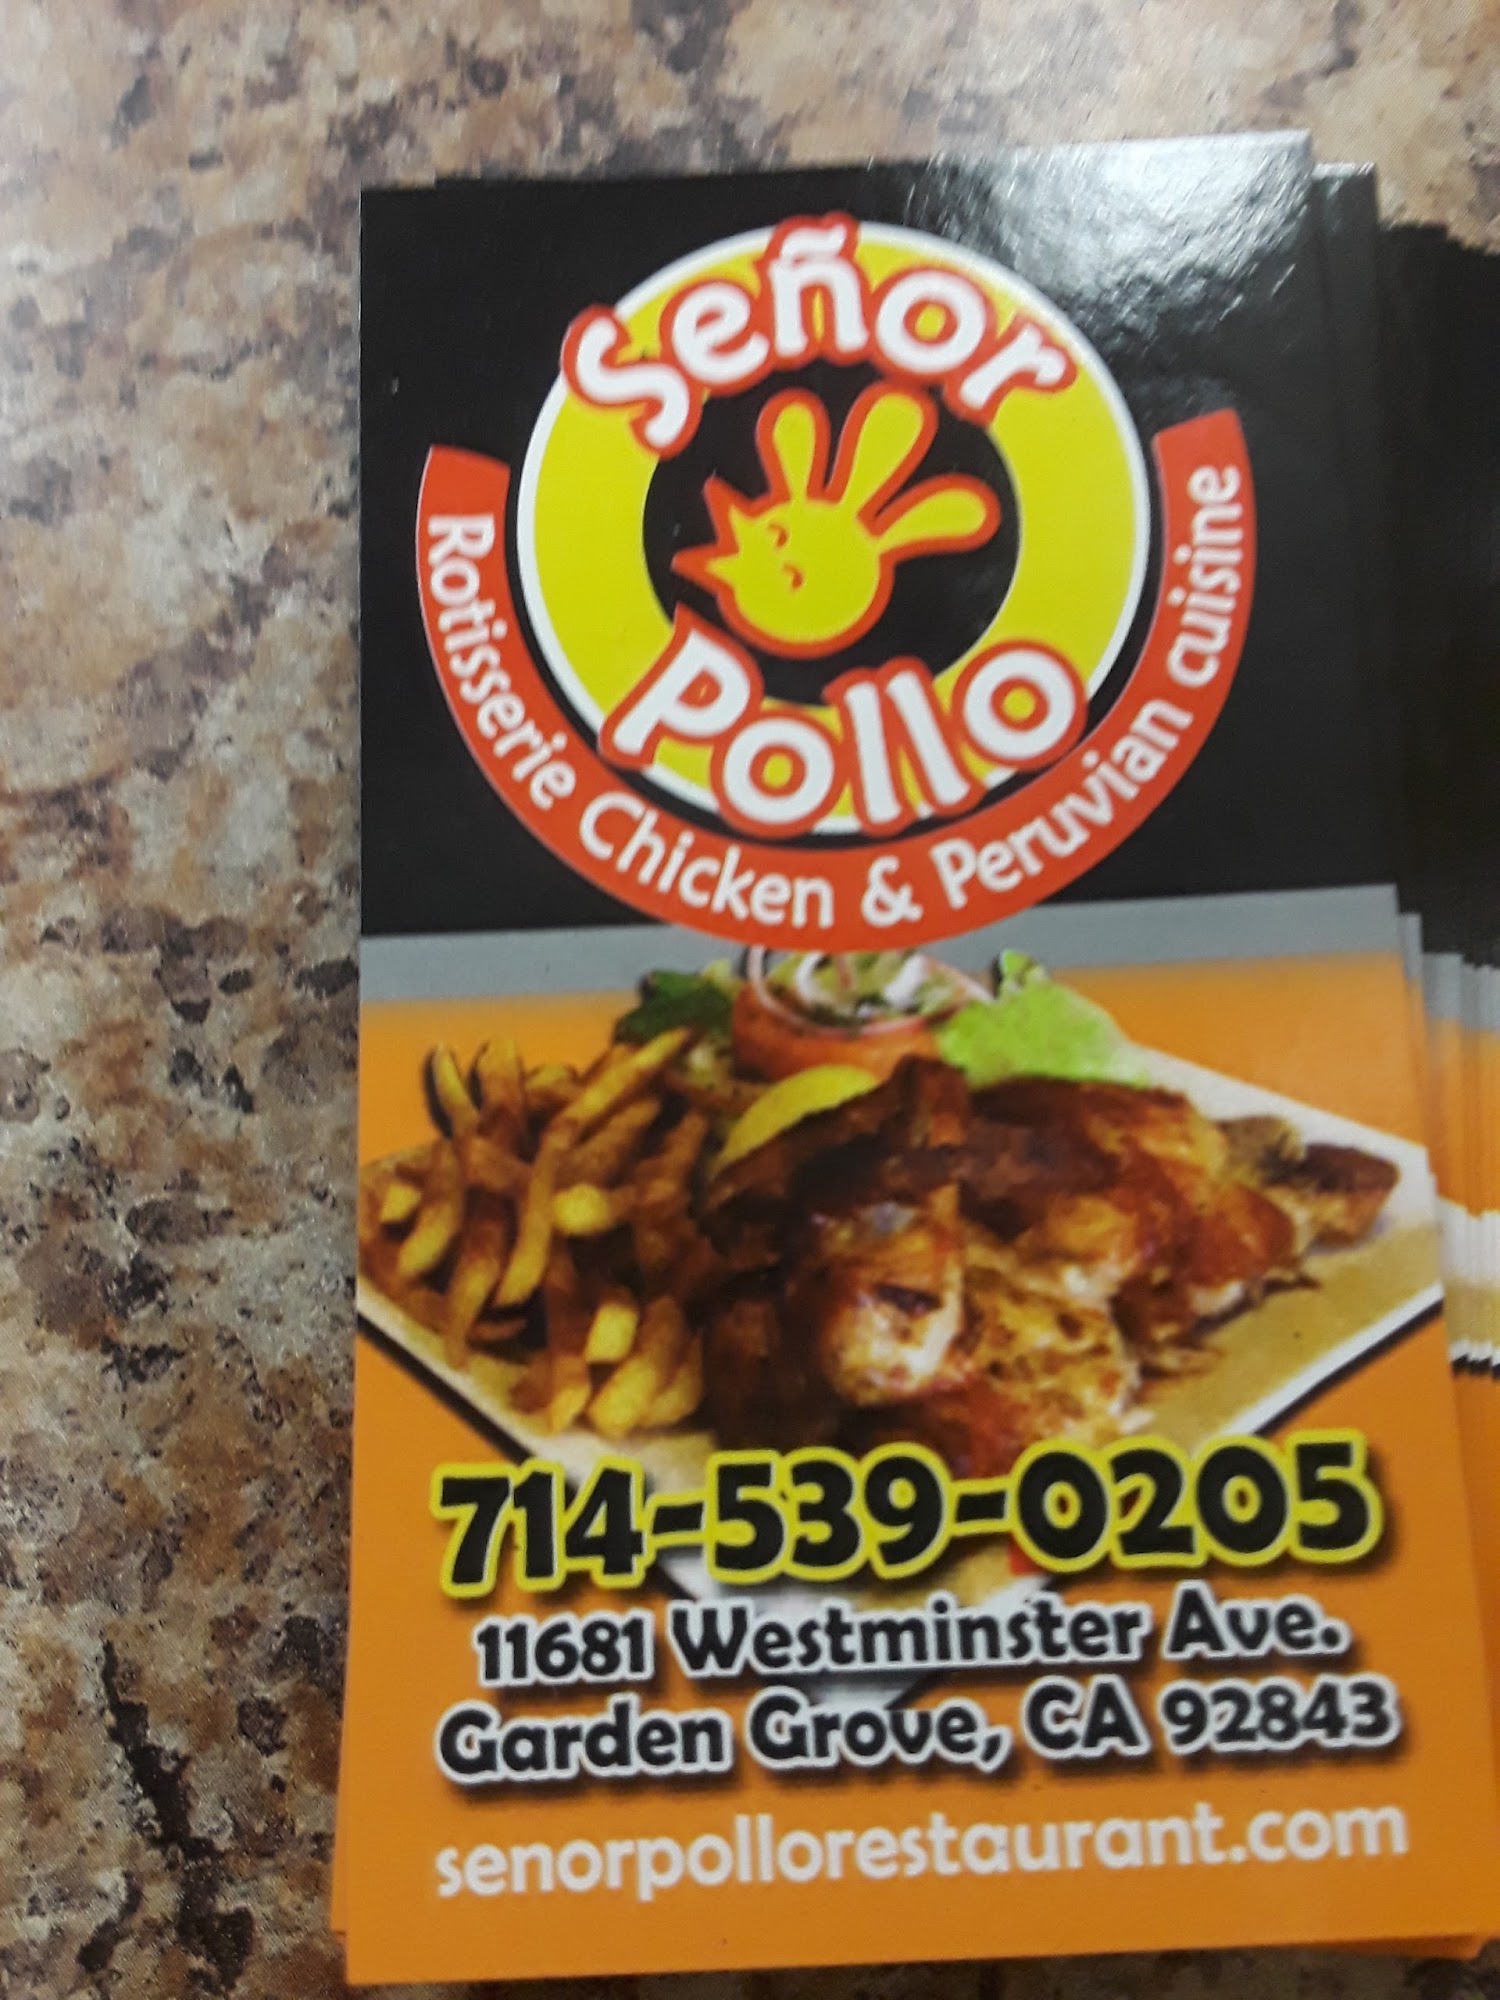 Señor
Pollo
Rotisserie Chicken & Peruvian cuisine
714-539-0205
11681 Westminster Ave.
Garden Grove, CA 92843
senorpollorestaurant.com